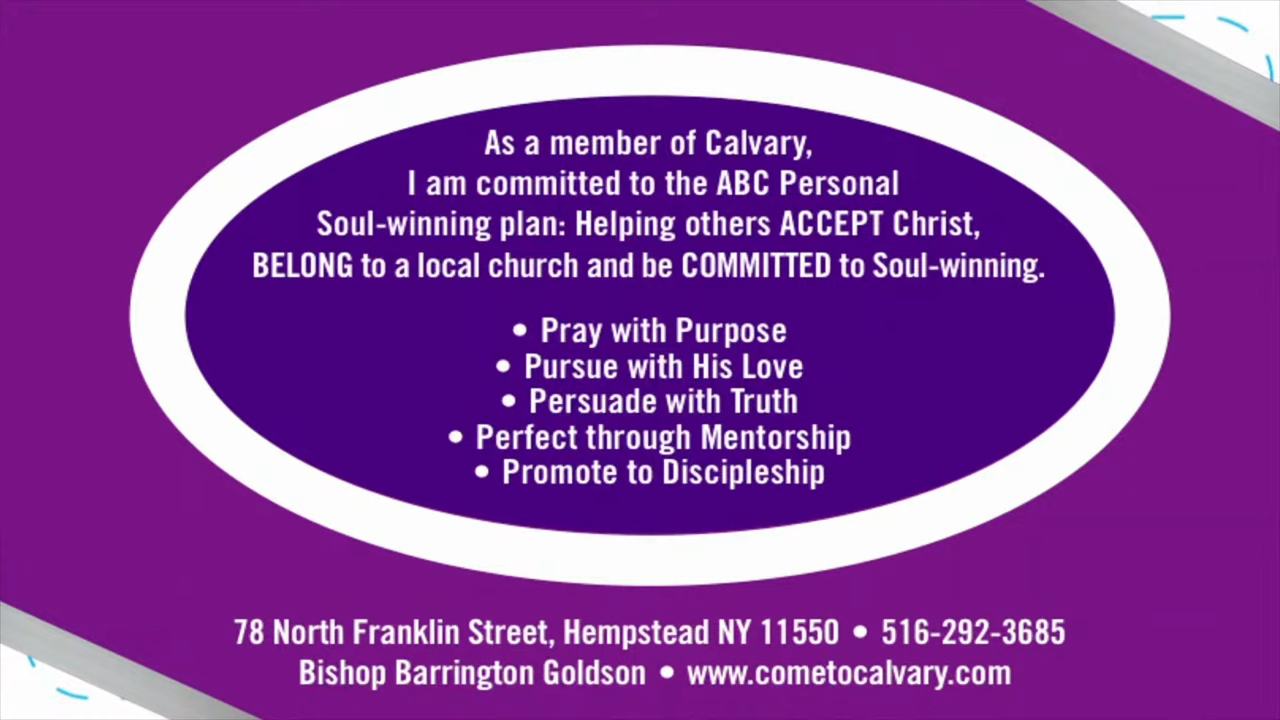 As a member of Calvary,
I am committed to the ABC Personal
Soul-winning plan: Helping others ACCEPT Christ,
BELONG to a local church and be COMMITTED to Soul-winning.
• Pray with Purpose
• Pursue with His Love
• Persuade with Truth
• Perfect through Mentorship
• Promote to Discipleship
78 North Franklin Street, Hempstead NY 11550 • 516-292-3685
Bishop Barrington Goldson • www.cometocalvary.com